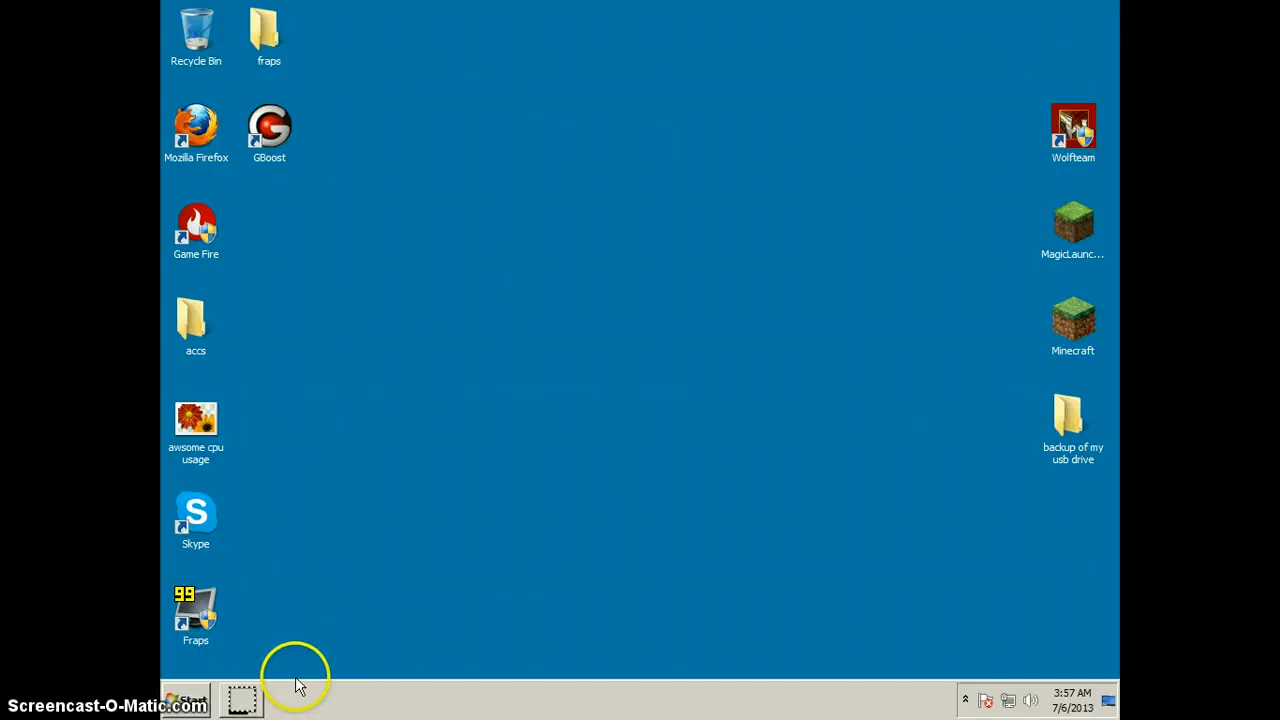 Recycle Bin
fraps
Mozilla Firefox
GBoost
Wolfteam
Game Fire
MagicLaunc...
accs
Minecraft
awsome cpu
usage
backup of my
usb drive
S
Skype
99
Fraps
Start
3:57 AM
7/6/2013
Screencast-O-Matic.com